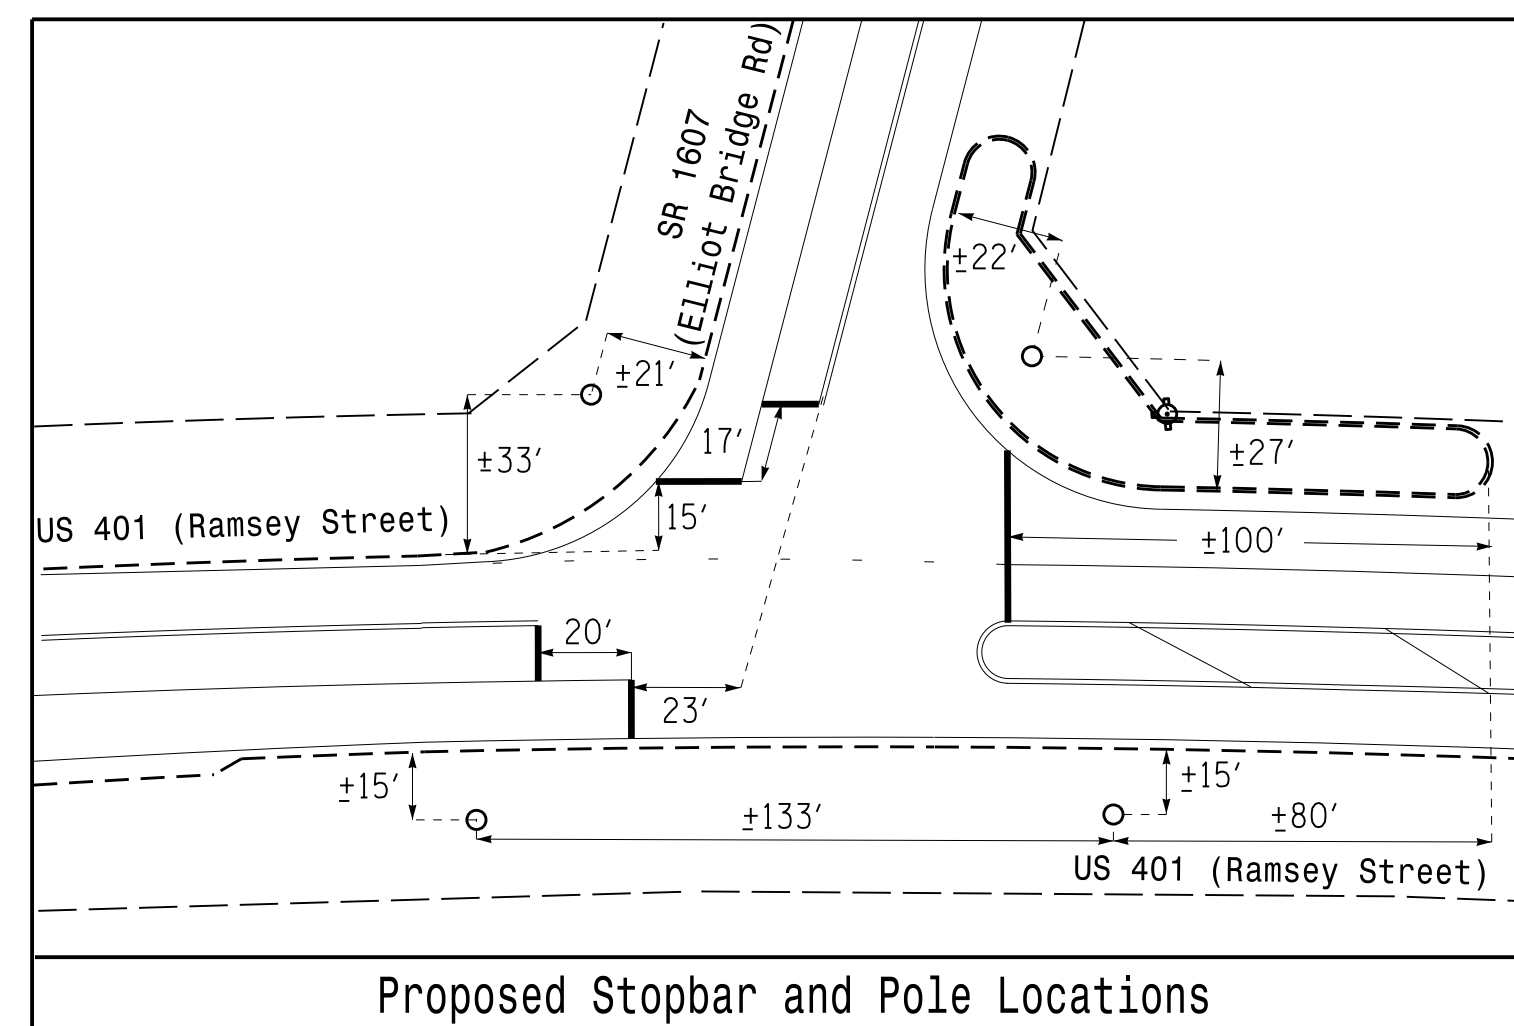 SR 1607
(Elliot Bridge Rd)
±22'
±21'
17'
±33'
±27'
US 401 (Ramsey Street)
15'
±100'
20'
23'
±15'
±15'
±133'
±80'
US 401 (Ramsey Street)
Proposed Stopbar and Pole Locations